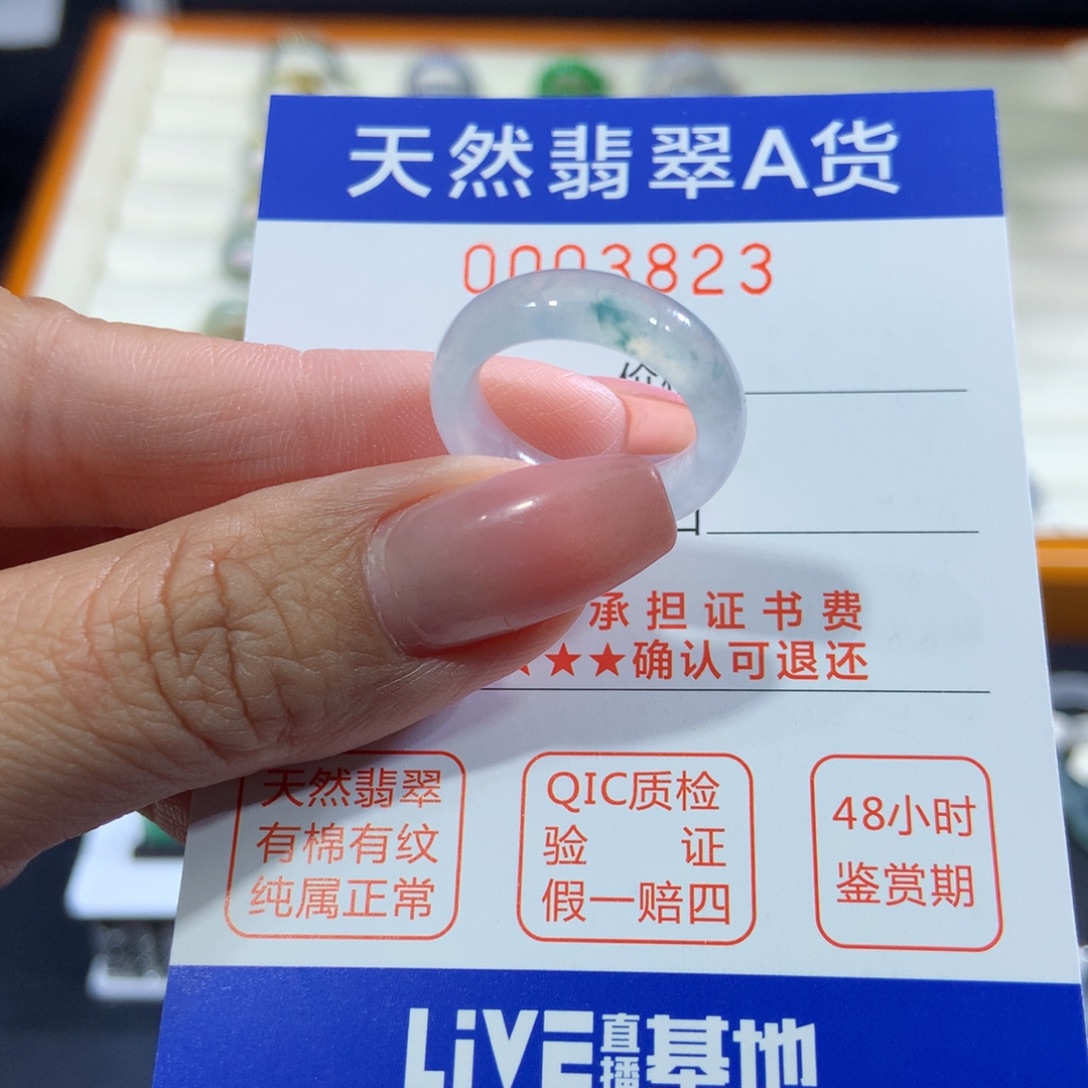 天然翡翠A货
0003823
承担证书费
★★确认可退还
天然翡翠
有棉有纹
纯属正常
QIC质检
验 证
假一赔四
48小时
鉴赏期
LiVE直播基地